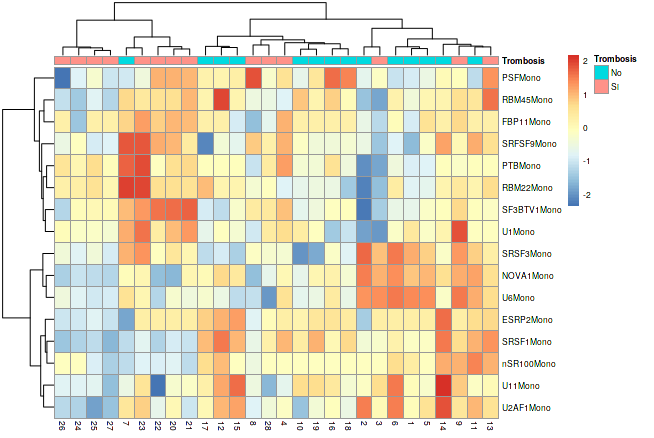 Trombosis
Trombosis
No
SI
2
1
0
-1
-2
PSFMono
RBM45Mono
FBP11Mono
SRFSF9Mono
PTBMono
RBM22Mono
SF3BTV1Mono
U1Mono
SRSF3Mono
NOVA1Mono
U6Mono
ESRP2Mono
SRSF1Mono
nSR100Mono
U11Mono
U2AF1Mono
26 24 25 27 7 23 22 20 21 17 12 15 8 28 4 10 19 16 18 2 3 6 1 5 14 9 11 13